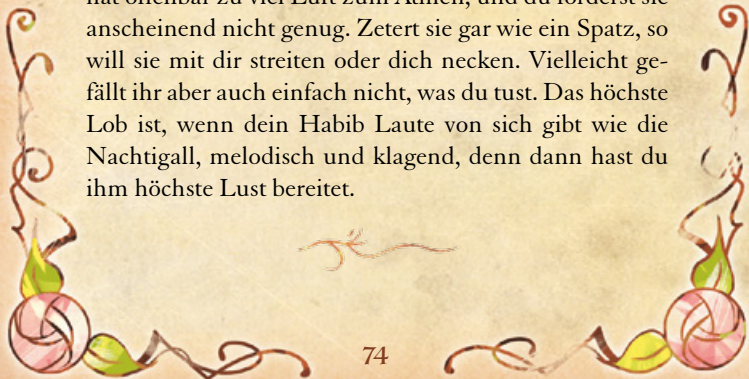 hat offenbar zu viel Luft zum Atmen, und du forderst sie
anscheinend nicht genug. Zetert sie gar wie ein Spatz, so
will sie mit dir streiten oder dich necken. Vielleicht ge-
fällt ihr aber auch einfach nicht, was du tust. Das höchste
Lob ist, wenn dein Habib Laute von sich gibt wie die
Nachtigall, melodisch und klagend, denn dann hast du
ihm höchste Lust bereitet.
74